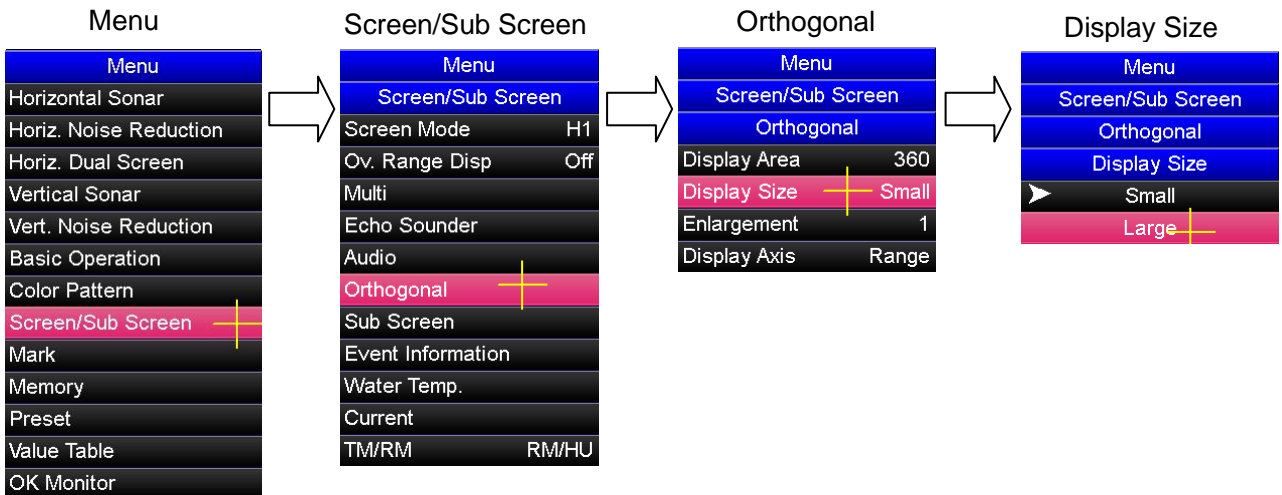 Menu
Menu
Horizontal Sonar
Horiz. Noise Reduction
Horiz. Dual Screen
Vertical Sonar
Vert. Noise Reduction
Basic Operation
Color Pattern
Screen/Sub Screen
Mark
Memory
Preset
Value Table
OK Monitor
Screen/Sub Screen
Menu
Screen/Sub Screen
Screen Mode H1
Ov. Range Disp Off
Multi
Echo Sounder
Audio
Orthogonal
Sub Screen
Event Information
Water Temp.
Current
TM/RM RM/HU
Orthogonal
Menu
Screen/Sub Screen
Orthogonal
Display Area 360
Display Size Small
Enlargement 1
Display Axis Range
Display Size
Menu
Screen/Sub Screen
Orthogonal
Display Size
Small
Large